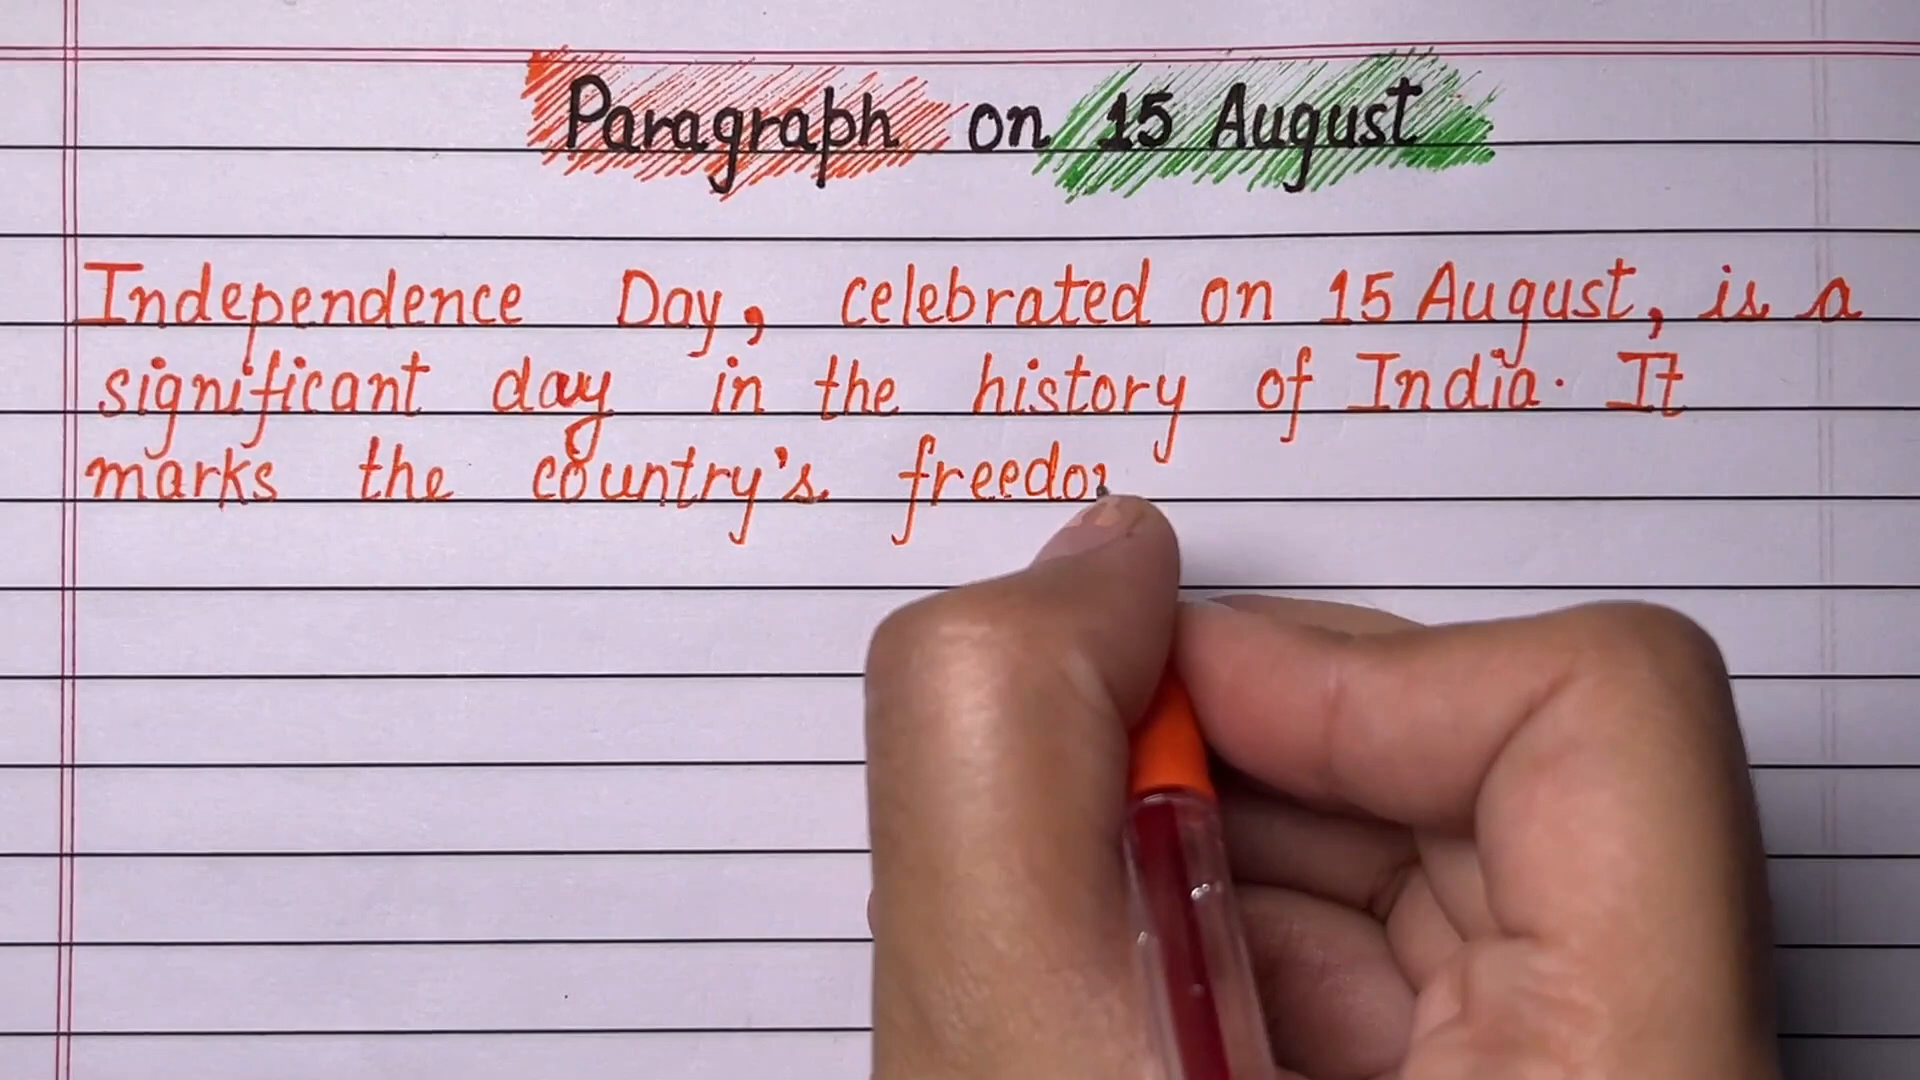 Paragraph on 15 August
Independence Day, celebrated on 15 August, is a
significant day in the history of India. It
marks the country's freedo